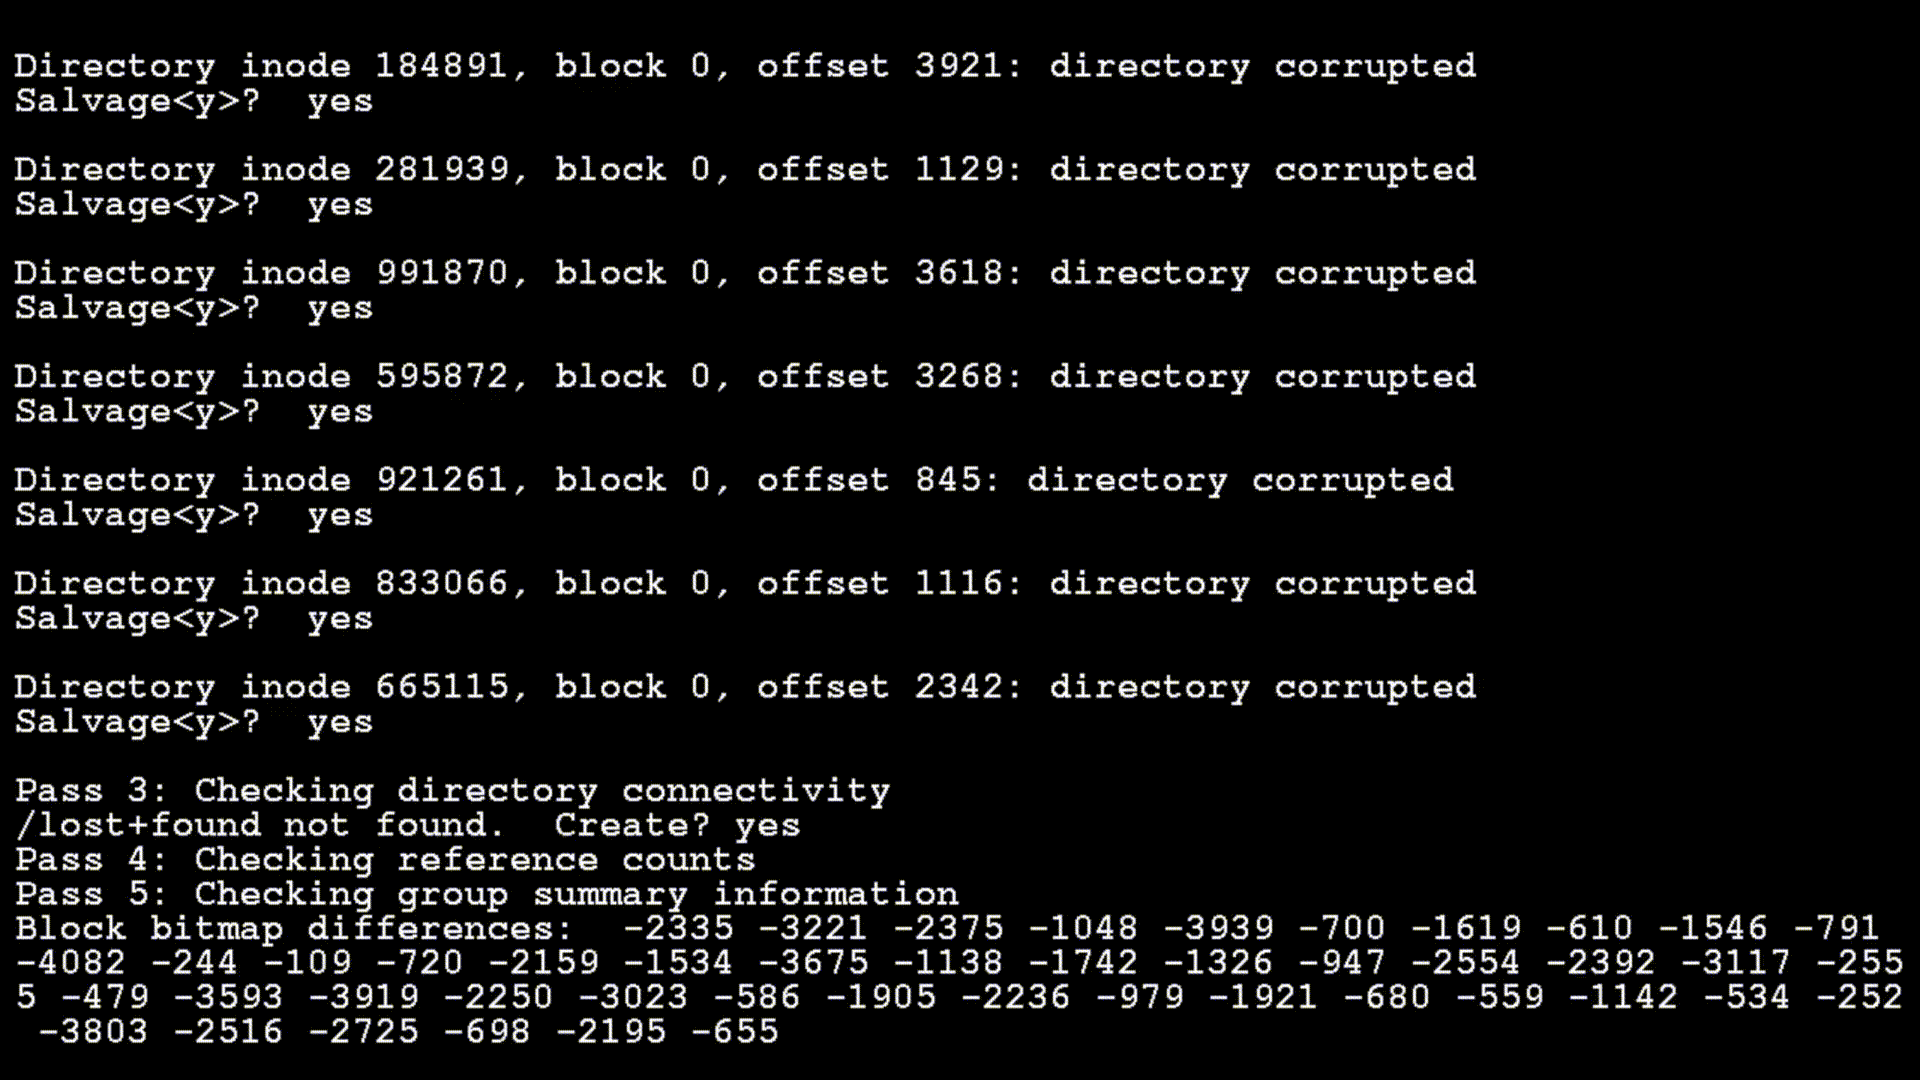 Directory inode 184891, block 0, offset 3921: directory corrupted
Salvage<y>?  yes
Directory inode 281939, block 0, offset 1129: directory corrupted
Salvage<y>?  yes
Directory inode 991870, block 0, offset 3618: directory corrupted
Salvage<y>?  yes
Directory inode 595872, block 0, offset 3268: directory corrupted
Salvage<y>?  yes
Directory inode 921261, block 0, offset 845: directory corrupted
Salvage<y>?  yes
Directory inode 833066, block 0, offset 1116: directory corrupted
Salvage<y>?  yes
Directory inode 665115, block 0, offset 2342: directory corrupted
Salvage<y>?  yes
Pass 3: Checking directory connectivity
/lost+found not found.  Create? yes
Pass 4: Checking reference counts
Pass 5: Checking group summary information
Block bitmap differences:  -2335 -3221 -2375 -1048 -3939 -700 -1619 -610 -1546 -791
-4082 -244 -109 -720 -2159 -1534 -3675 -1138 -1742 -1326 -947 -2554 -2392 -3117 -255
5 -479 -3593 -3919 -2250 -3023 -586 -1905 -2236 -979 -1921 -680 -559 -1142 -534 -252
-3803 -2516 -2725 -698 -2195 -655